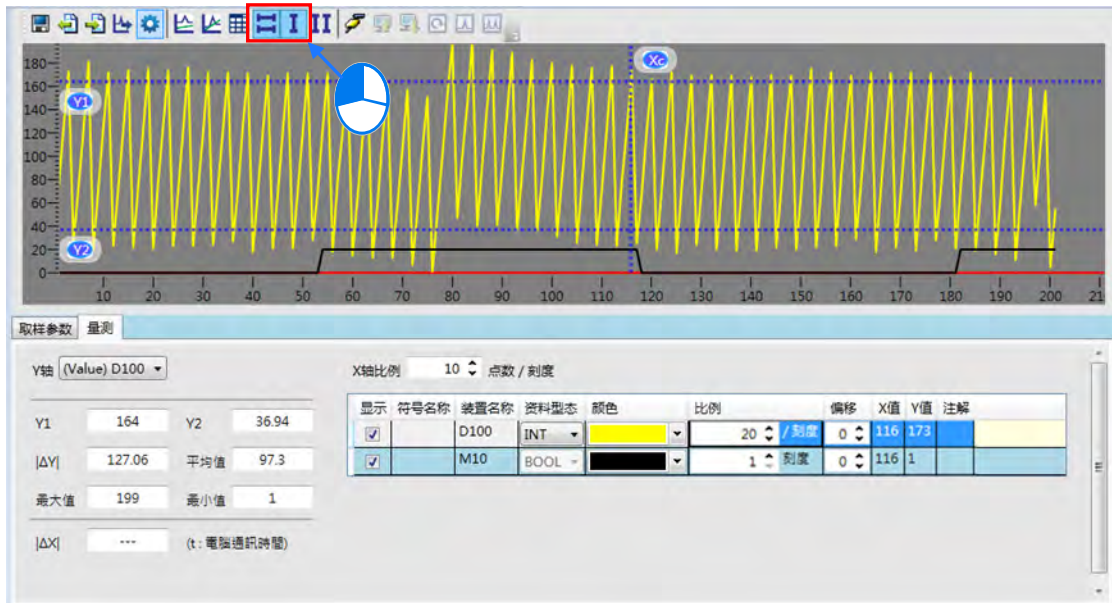 180
Xc
160
Y1
140
120
100
80
60
40
20
Y2
0
10 20 30 40 50 60 70 80 90 100 110 120 130 140 150 160 170 180 190 200 21
取样参数 量测
Y轴 (Value) D100 X轴比例 10 点数 / 刻度
Y1 164 Y2 36.94
|ΔY| 127.06 平均值 97.3
最大值 199 最小值 1
|ΔX| --- (t : 電腦通訊時間)
显示 符号名称 装置名称 资料型态 颜色 比例 偏移 X值 Y值 注解
D100 INT 20 / 刻度 0 116 173
M10 BOOL 1 刻度 0 116 1